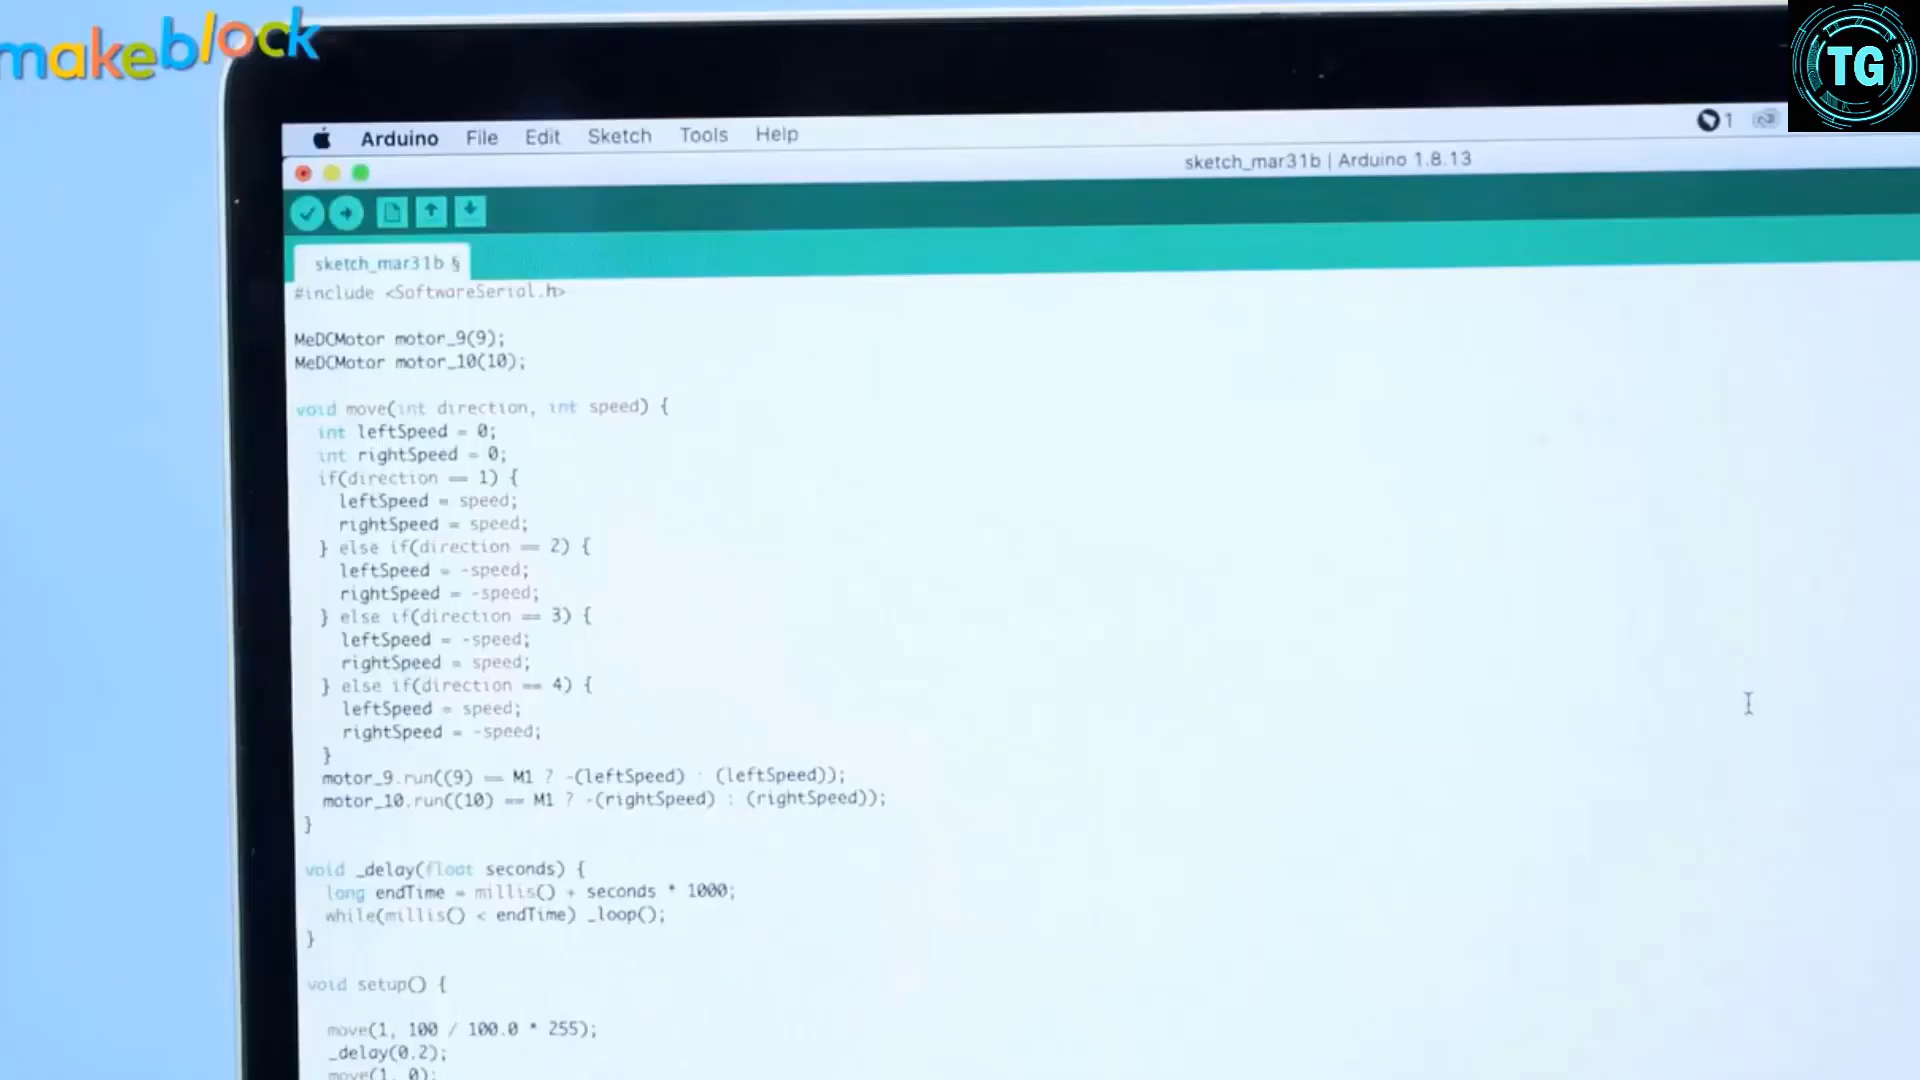 makeblock
TG
Arduino File Edit Sketch Tools Help
1
sketch_mar31b | Arduino 1.8.13
sketch_mar31b §
#include <SoftwareSerial.h>
MeDCMotor motor_9(9);
MeDCMotor motor_10(10);
void move(int direction, int speed) {
int leftSpeed = 0;
int rightSpeed = 0;
if(direction == 1) {
leftSpeed = speed;
rightSpeed = speed;
} else if(direction == 2) {
leftSpeed = -speed;
rightSpeed = -speed;
} else if(direction == 3) {
leftSpeed = -speed;
rightSpeed = speed;
} else if(direction == 4) {
leftSpeed = speed;
rightSpeed = -speed;
}
motor_9.run((9) == M1 ? -(leftSpeed) : (leftSpeed));
motor_10.run((10) == M1 ? -(rightSpeed) : (rightSpeed));
}
void _delay(float seconds) {
long endTime = millis() + seconds * 1000;
while(millis() < endTime) _loop();
}
void setup() {
move(1, 100 / 100.0 * 255);
_delay(0.2);
move(1, 0);